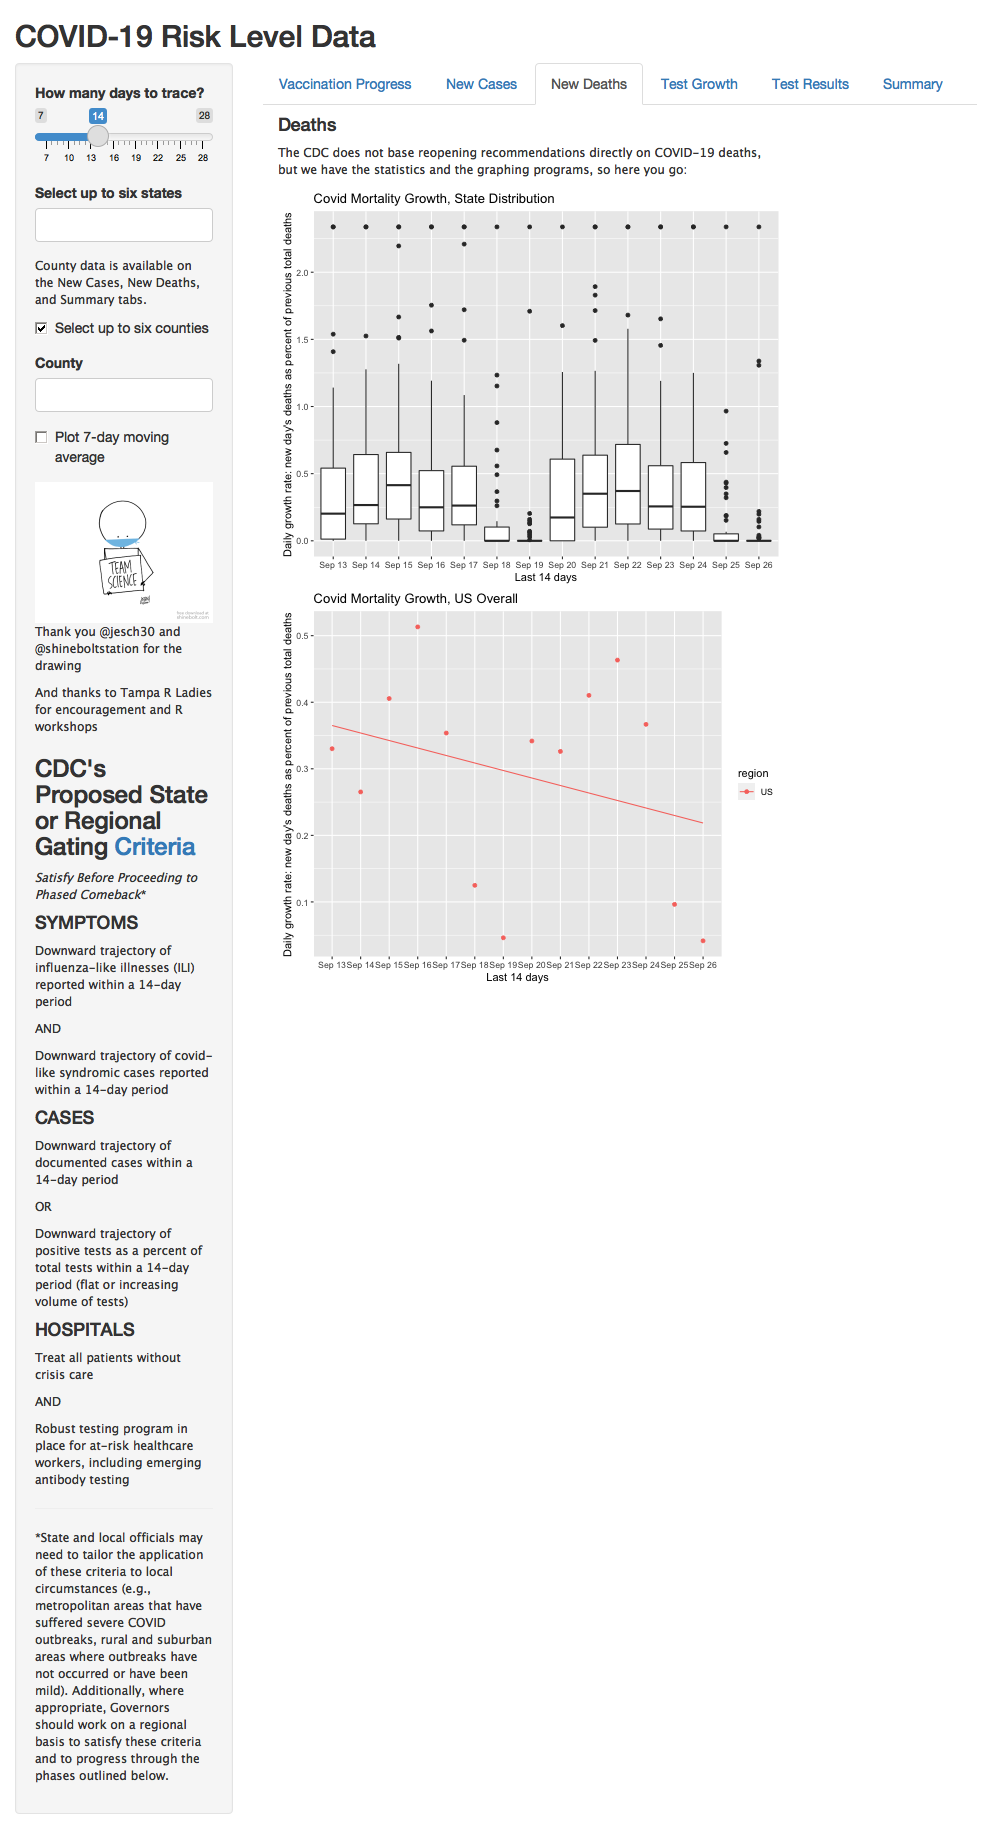 COVID-19 Risk Level Data
How many days to trace?
7 14 28
7 10 13 16 19 22 25 28
Select up to six states
County data is available on
the New Cases, New Deaths,
and Summary tabs.
Select up to six counties
County
Plot 7-day moving
average
TEAM
SCIENCE
Thank you @jesch30 and
@shineboltstation for the
drawing
And thanks to Tampa R Ladies
for encouragement and R
workshops
CDC's
Proposed State
or Regional
Gating Criteria
Satisfy Before Proceeding to
Phased Comeback*
SYMPTOMS
Downward trajectory of
influenza-like illnesses (ILI)
reported within a 14-day
period
AND
Downward trajectory of covid-
like syndromic cases reported
within a 14-day period
CASES
Downward trajectory of
documented cases within a
14-day period
OR
Downward trajectory of
positive tests as a percent of
total tests within a 14-day
period (flat or increasing
volume of tests)
HOSPITALS
Treat all patients without
crisis care
AND
Robust testing program in
place for at-risk healthcare
workers, including emerging
antibody testing
*State and local officials may
need to tailor the application
of these criteria to local
circumstances (e.g.,
metropolitan areas that have
suffered severe COVID
outbreaks, rural and suburban
areas where outbreaks have
not occurred or have been
mild). Additionally, where
appropriate, Governors
should work on a regional
basis to satisfy these criteria
and to progress through the
phases outlined below.
Vaccination Progress New Cases New Deaths Test Growth Test Results Summary
Deaths
The CDC does not base reopening recommendations directly on COVID-19 deaths,
but we have the statistics and the graphing programs, so here you go:
Covid Mortality Growth, State Distribution
Daily growth rate: new day's deaths as percent of previous total deaths
2.0
1.5
1.0
0.5
0.0
Sep 13 Sep 14 Sep 15 Sep 16 Sep 17 Sep 18 Sep 19 Sep 20 Sep 21 Sep 22 Sep 23 Sep 24 Sep 25 Sep 26
Last 14 days
Covid Mortality Growth, US Overall
Daily growth rate: new day's deaths as percent of previous total deaths
0.5
0.4
0.3
0.2
0.1
Sep 13 Sep 14 Sep 15 Sep 16 Sep 17 Sep 18 Sep 19 Sep 20 Sep 21 Sep 22 Sep 23 Sep 24 Sep 25 Sep 26
Last 14 days
region
US